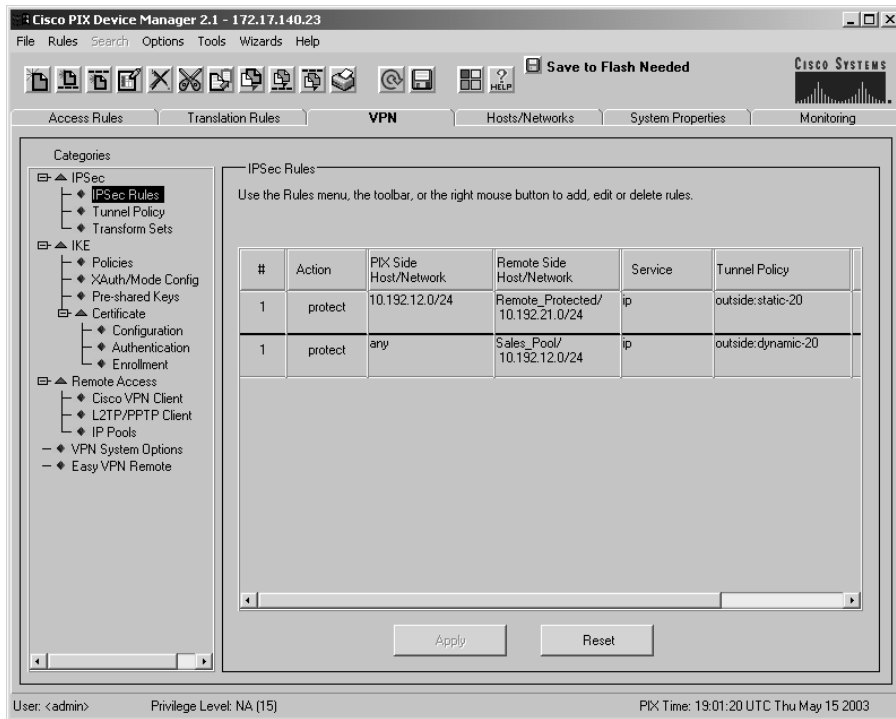 Cisco PIX Device Manager 2.1 - 172.17.140.23
File Rules Search Options Tools Wizards Help
HELP
Save to Flash Needed
CISCO SYSTEMS
Access Rules Translation Rules VPN Hosts/Networks System Properties Monitoring
Categories
IPSec
IPSec Rules
Tunnel Policy
Transform Sets
IKE
Policies
XAuth/Mode Config
Pre-shared Keys
Certificate
Configuration
Authentication
Enrollment
Remote Access
Cisco VPN Client
L2TP/PPTP Client
IP Pools
VPN System Options
Easy VPN Remote
IPSec Rules
Use the Rules menu, the toolbar, or the right mouse button to add, edit or delete rules.
# Action PIX Side Host/Network Remote Side Host/Network Service Tunnel Policy
1 protect 10.192.12.0/24 Remote_Protected/ 10.192.21.0/24 ip outside:static-20
1 protect any Sales_Pool/ 10.192.12.0/24 ip outside:dynamic-20
Apply Reset
User: <admin> Privilege Level: NA (15) PIX Time: 19:01:20 UTC Thu May 15 2003